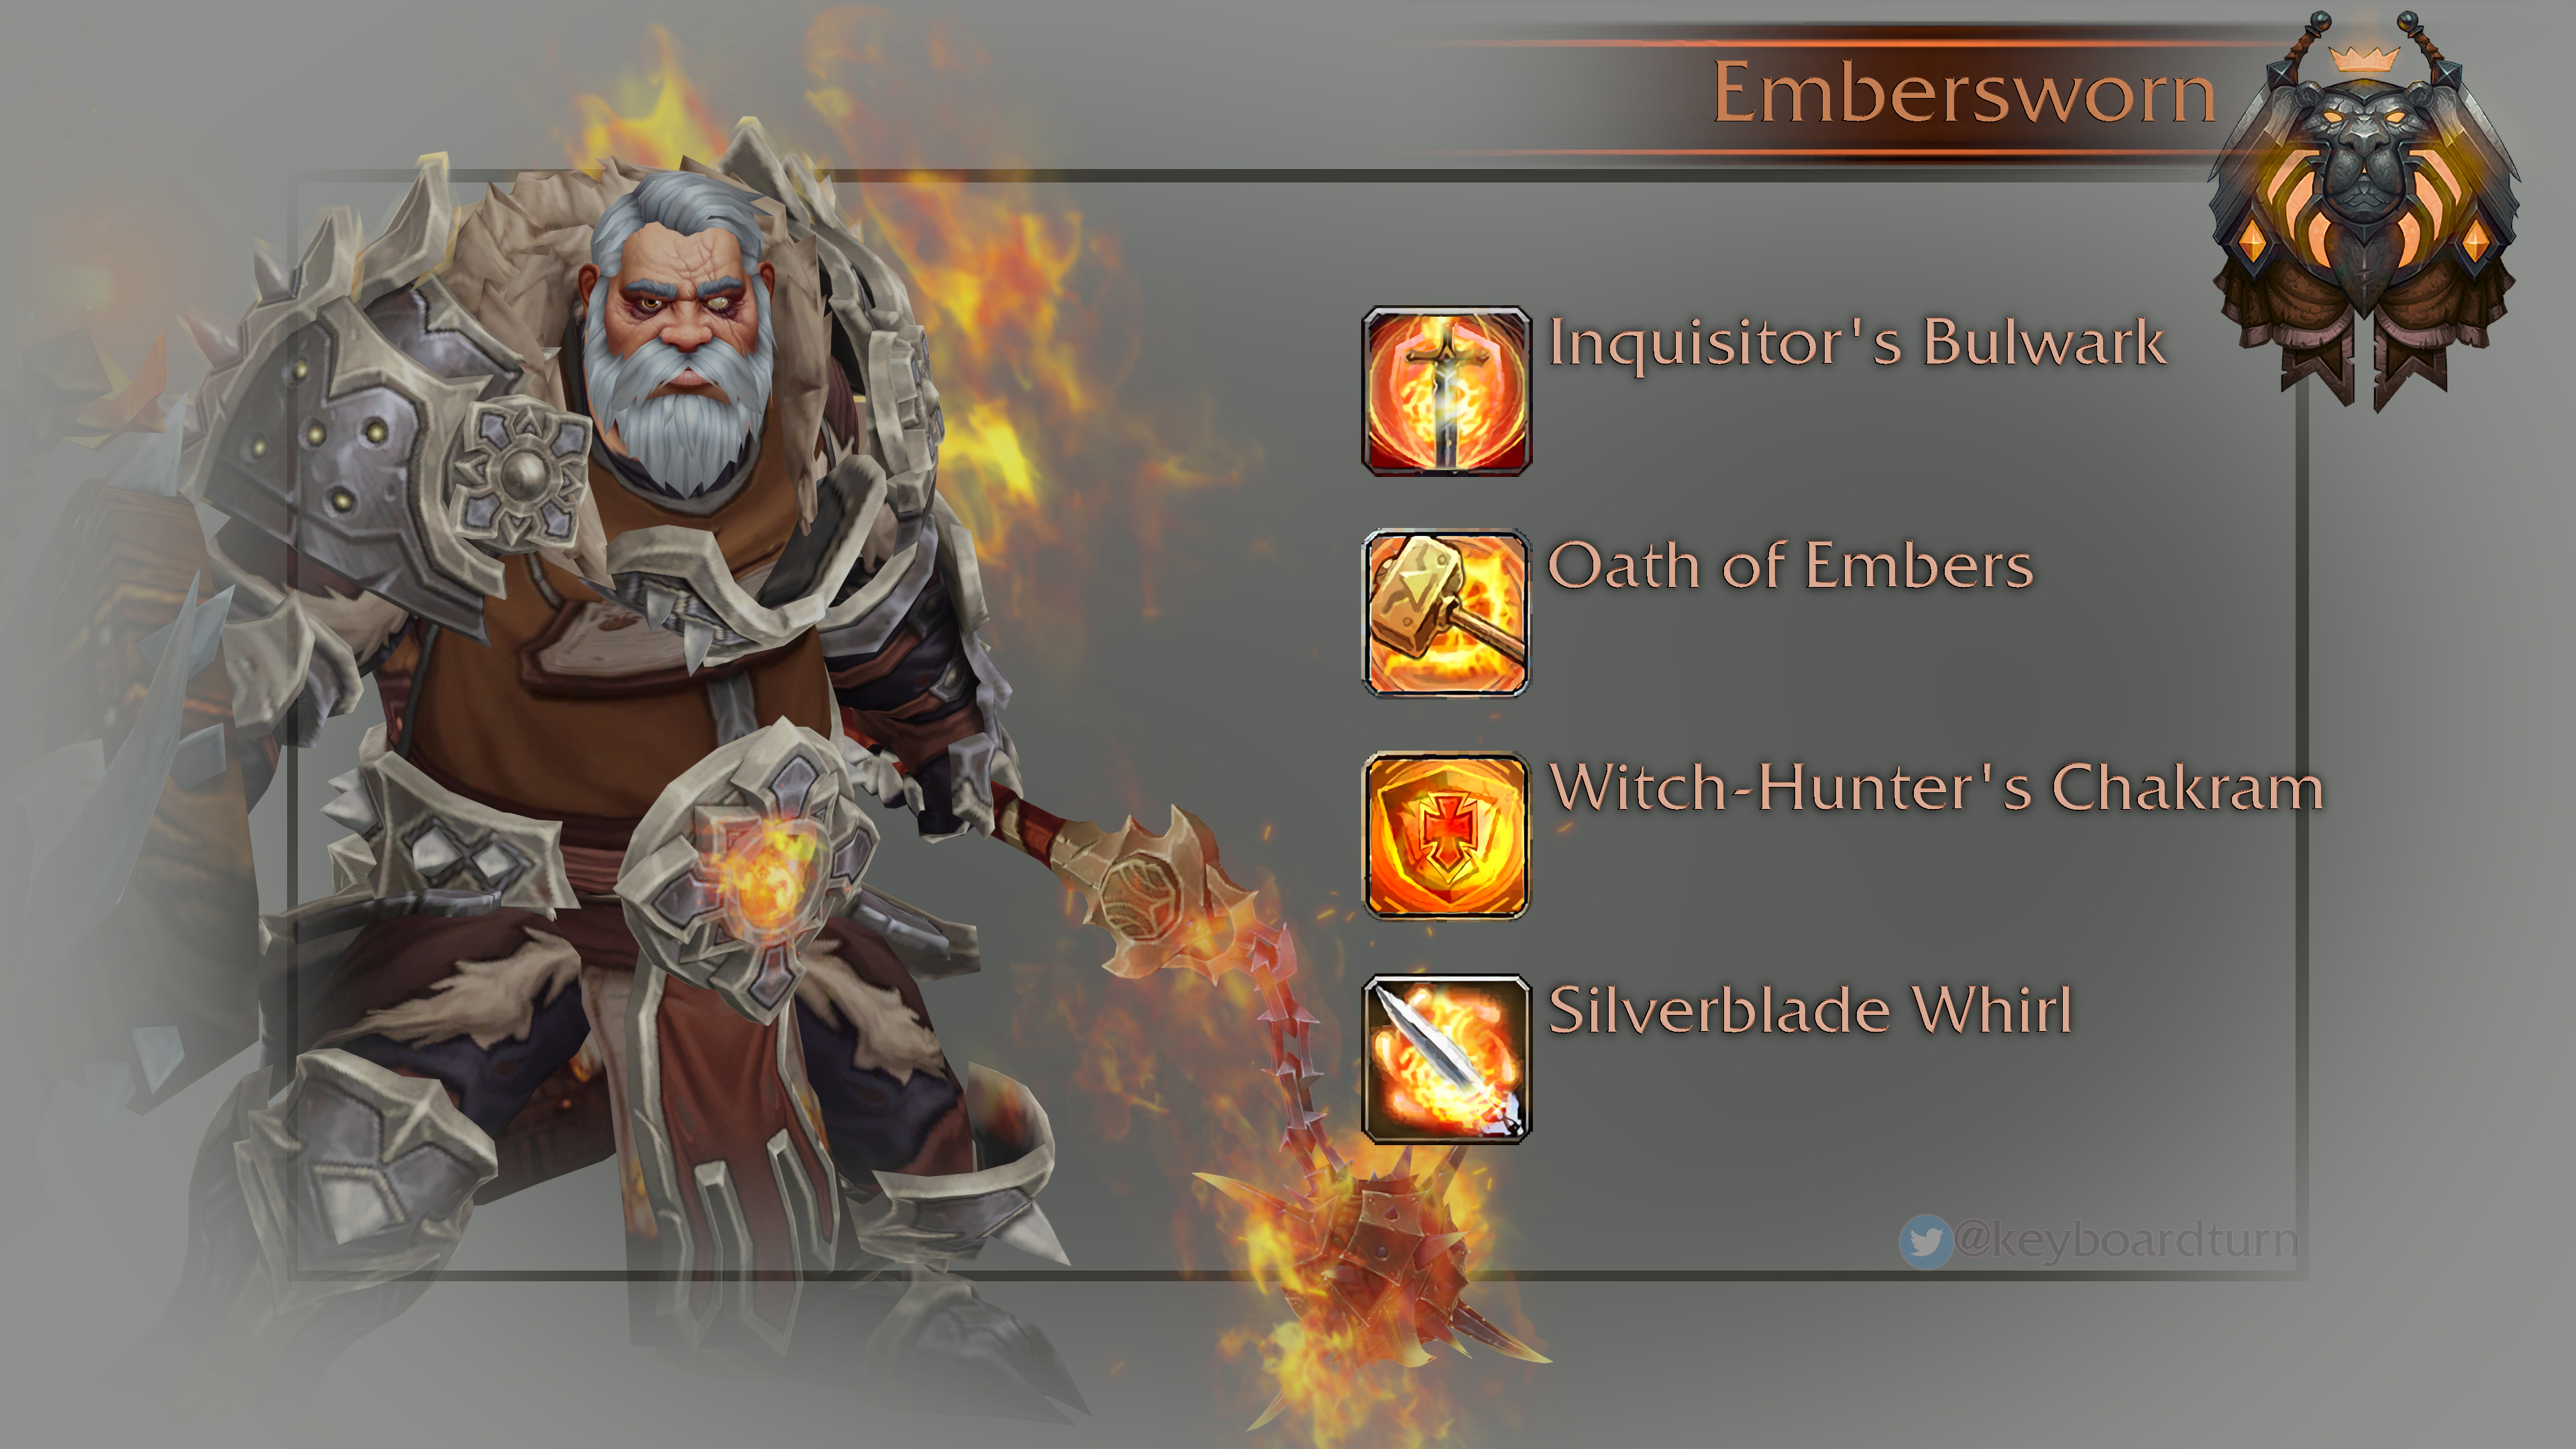 Embersworn
Inquisitor's Bulwark
Oath of Embers
Witch-Hunter's Chakram
Silverblade Whirl
@keyboardturn